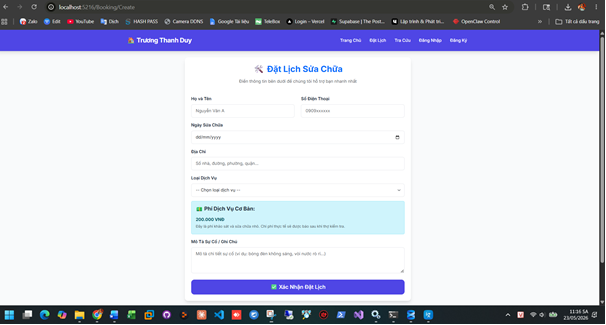 localhost:5216/Booking/Create
Zalo Edit YouTube Dịch HASH PASS Camera DDNS Google Tài liệu TeleBox Login – Vercel Supabase | The Post... Lập trình & Phát tri... OpenClaw Control » Tất cả dấu trang
Trương Thanh Duy Trang Chủ Đặt Lịch Tra Cứu Đăng Nhập Đăng Ký
Đặt Lịch Sửa Chữa
Điền thông tin bên dưới để chúng tôi hỗ trợ bạn nhanh nhất
Họ và Tên Số Điện Thoại
Nguyễn Văn A 0909xxxxxx
Ngày Sửa Chữa
dd/mm/yyyy
Địa Chỉ
Số nhà, đường, phường, quận...
Loại Dịch Vụ
-- Chọn loại dịch vụ --
Phí Dịch Vụ Cơ Bản:
200.000 VNĐ
Đây là phí khảo sát và sửa chữa nhỏ. Chi phí thực tế sẽ được báo sau khi thợ kiểm tra.
Mô Tả Sự Cố / Ghi Chú
Mô tả chi tiết sự cố (ví dụ: bóng đèn không sáng, vòi nước rò rỉ...)
Xác Nhận Đặt Lịch
11:16 SA
23/05/2026